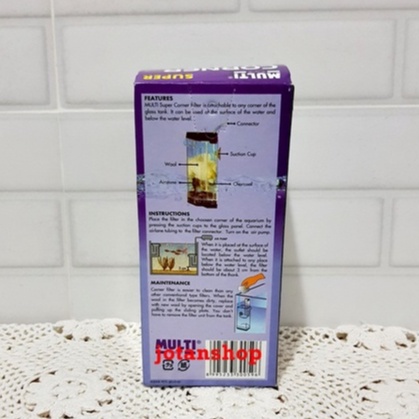 SUPER
MULTI
CORNER
FEATURES
MULTI Super Corner Filter is attachable to any corner of the
glass tank. It can be used at the surface of the water and
below the water level.
Connector
Suction Cup
Wool
Charcoal
INSTRUCTIONS
Place the filter in the choosen corner of the aquarium by
pressing the suction cups to the glass panel. Connect the
airline tubing to the filter connector. Turn on the air pump
When it is placed at the surface of
the water, the outlet should be
located below the water level.
When it is attached to any place
below the water level, the filter
should be about 2 cm from the
bottom of the thank.
MAINTENANCE
Corner Filter is easier to clean than any
other conventional type filters. When the
wool in the filter becomes dirty, replace
with new wool by opening the cover and
pulling up the sliding plate. You don't
have to remove the filter unit from the tank.
MULTI
jotanshop